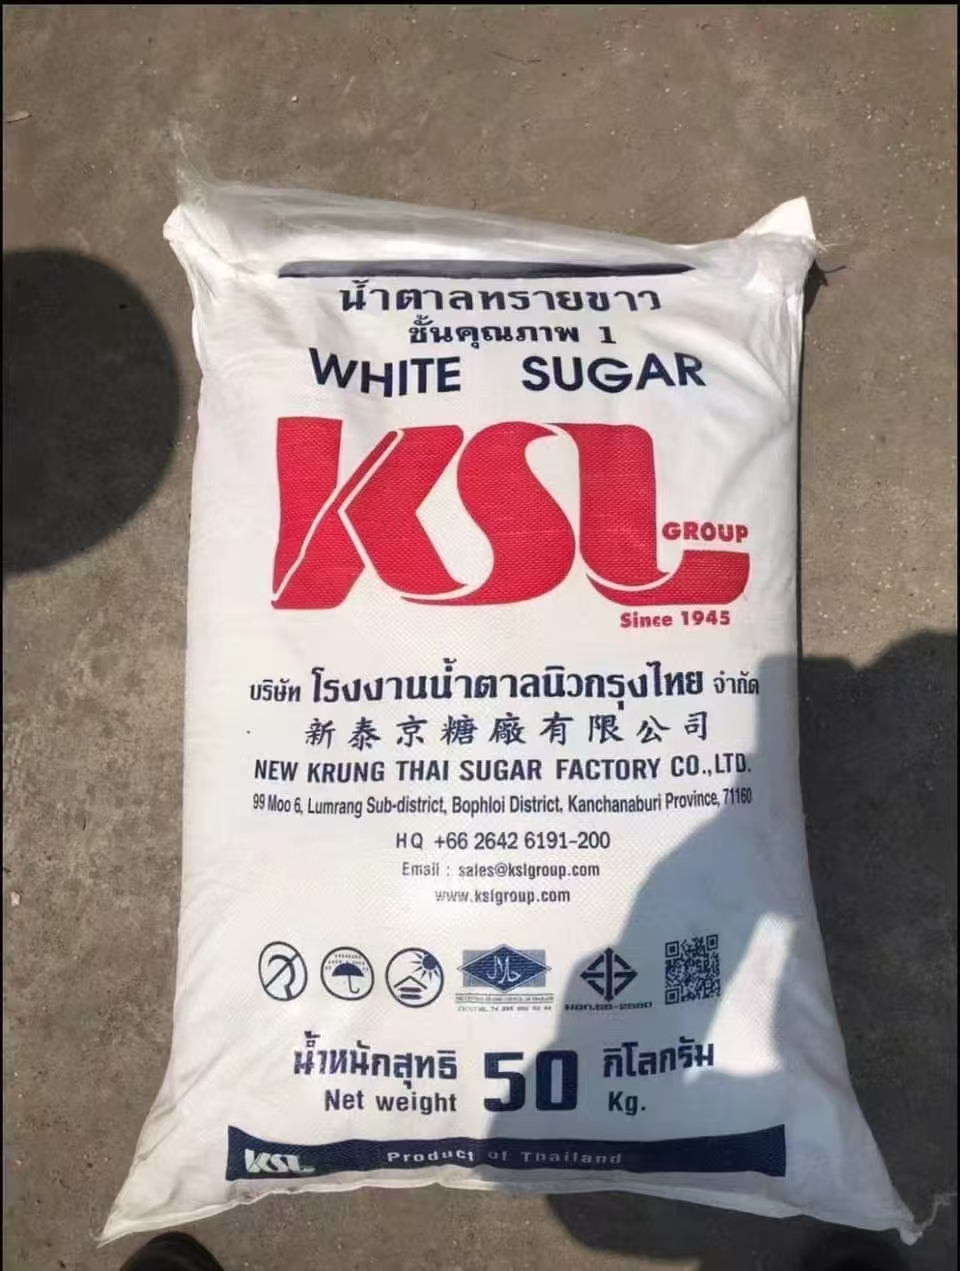 น้ำตาลทรายขาว
ชั้นคุณภาพ 1
WHITE SUGAR
KSL GROUP
Since 1945
บริษัท โรงงานน้ำตาลนิวกรุงไทย จำกัด
新泰京糖廠有限公司
NEW KRUNG THAI SUGAR FACTORY CO.,LTD.
99 Moo 6, Lumrang Sub-district, Bophloi District, Kanchanaburi Province, 71160
HQ +66 2642 6191-200
Email : sales@kslgroup.com
www.kslgroup.com
น้ำหนักสุทธิ 50 กิโลกรัม
Net weight Kg.
KSL Product of Thailand